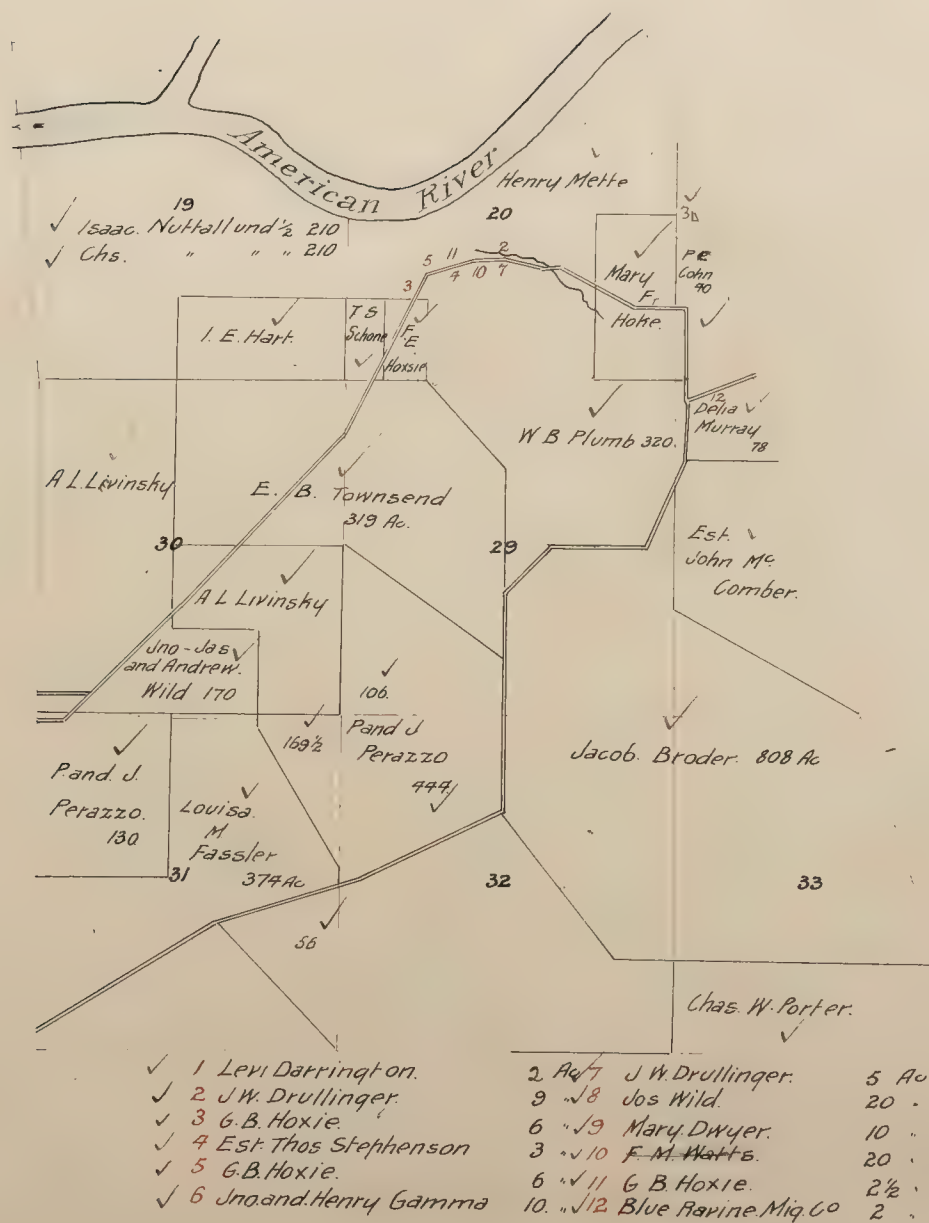 American River
Henry Mette
19
20
Isaac. Nuttall und ½ 210
Chs. " " " 210
3D
P E
Cohn
40
Mary
Fr
Hoke.
5 11 2
3 4 10 7
I. E. Hart.
T S
Schone
F.
E
Hoxsie
12
Delia
Murray
78
W B Plumb 320.
A L. Livinsky
E. B. Townsend
319 Ac.
30
29
Est.
John Mc
Comber.
A L Livinsky
Jno-Jas
and Andrew.
Wild 170
106.
169½
P and J
Perazzo
444
Jacob. Broder. 808 Ac
P. and. J.
Perazzo.
130
Louisa.
M
Fassler
374 Ac
31
32
33
56
Chas. W. Porter.
1 Levi Darrington. 2 Ac 7 J W. Drullinger. 5 Ac
2 J.W. Drullinger. 9 " 8 Jos Wild. 20 "
3 G.B. Hoxie. 6 " 9 Mary. Dwyer. 10 "
4 Est. Thos Stephenson 3 " 10 F. M. Watts. 20 "
5 G.B. Hoxie. 6 " 11 G B. Hoxie. 2½ "
6 Jno. and. Henry Gamma 10. " 12 Blue Ravine. Mig. Co 2 "